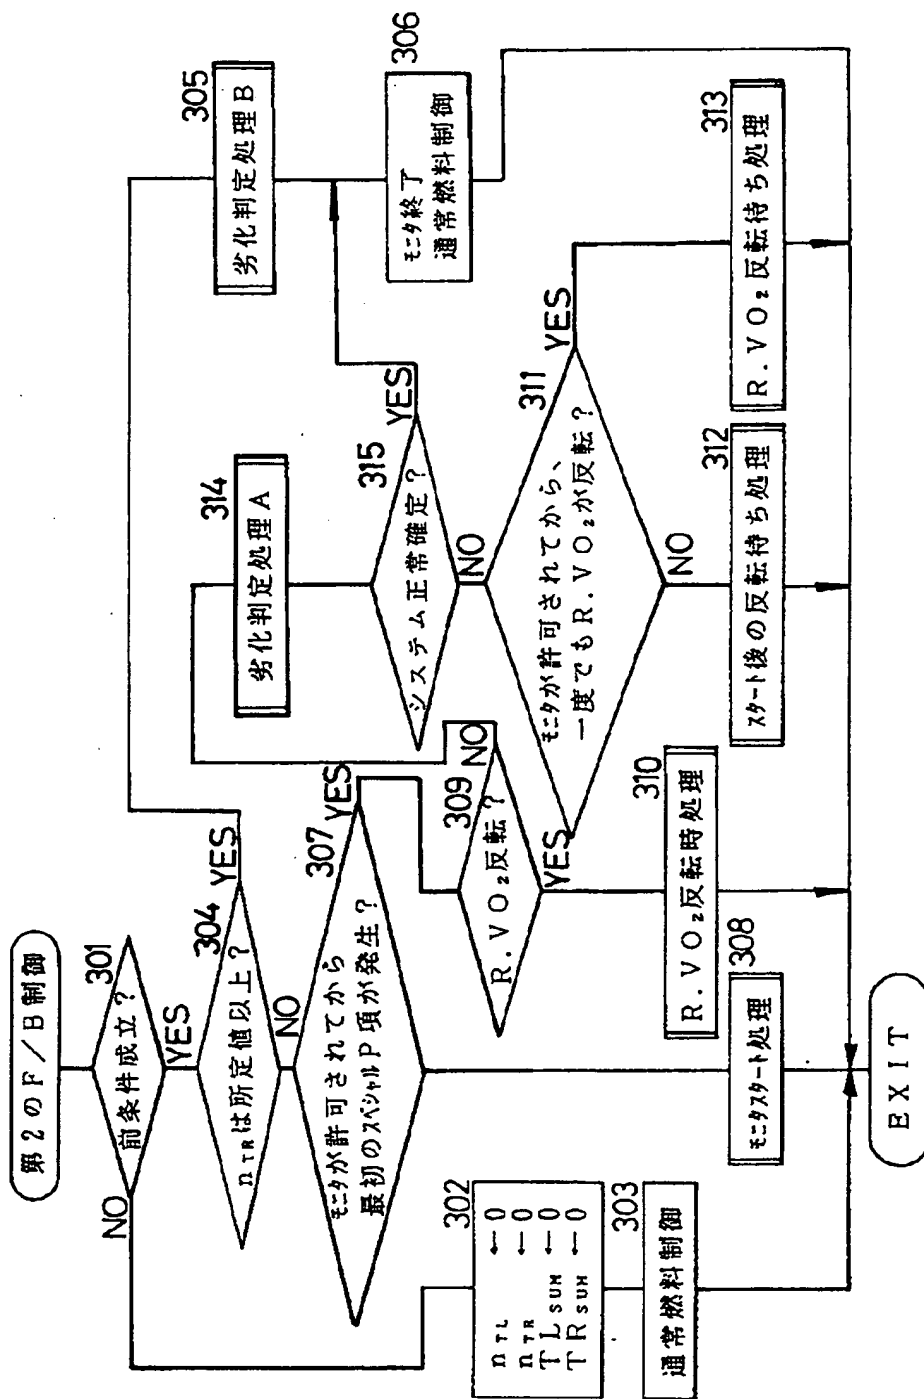 第2のF/B制御
301
前条件成立?
NO
YES
304
nTRは所定値以上?
YES
NO
307
モニタが許可されてから
最初のスペシャルP項が発生?
YES
302
nTL ←0
nTR ←0
TLSUM ←0
TRSUM ←0
303
通常燃料制御
308
モニタスタート処理
309
R.VO₂反転?
NO
YES
310
R.VO₂反転時処理
314
劣化判定処理A
315
システム正常確定?
YES
NO
311
モニタが許可されてから、
一度でもR.VO₂が反転?
YES
NO
312
スタート後の反転待ち処理
313
R.VO₂反転待ち処理
305
劣化判定処理B
306
モニタ終了
通常燃料制御
EXIT